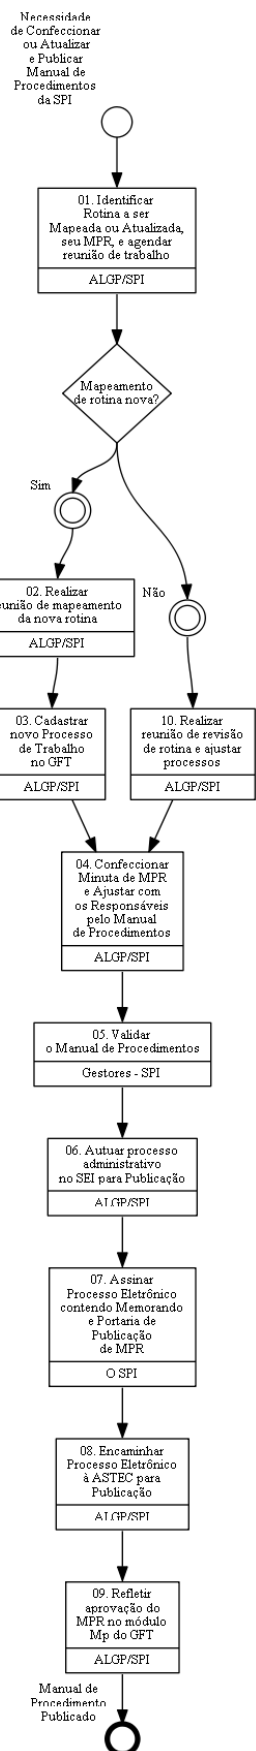 Necessidade
de Confeccionar
ou Atualizar
e Publicar
Manual de
Procedimentos
da SPI
01. Identificar
Rotina a ser
Mapeada ou Atualizada,
seu MPR, e agendar
reunião de trabalho
ALGP/SPI
Mapeamento
de rotina nova?
Sim
Não
02. Realizar
eunião de mapeamento
da nova rotina
ALGP/SPI
03. Cadastrar
novo Processo
de Trabalho
no GFT
ALGP/SPI
10. Realizar
reunião de revisão
de rotina e ajustar
processos
ALGP/SPI
04. Confeccionar
Minuta de MPR
e Ajustar com
os Responsáveis
pelo Manual
de Procedimentos
ALGP/SPI
05. Validar
o Manual de Procedimentos
Gestores - SPI
06. Autuar processo
administrativo
no SEI para Publicação
ALGP/SPI
07. Assinar
Processo Eletrônico
contendo Memorando
e Portaria de
Publicação
de MPR
O SPI
08. Encaminhar
Processo Eletrônico
à ASTEC para
Publicação
ALGP/SPI
09. Refletir
aprovação do
MPR no módulo
Mp do GFT
ALGP/SPI
Manual de
Procedimento
Publicado